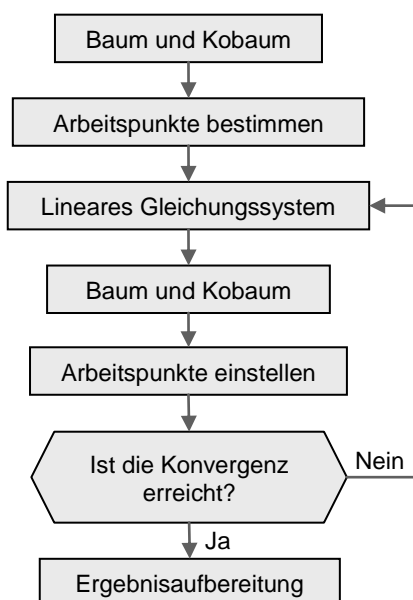 Baum und Kobaum
Arbeitspunkte bestimmen
Lineares Gleichungssystem
Baum und Kobaum
Arbeitspunkte einstellen
Ist die Konvergenz
erreicht?
Nein
Ja
Ergebnisaufbereitung